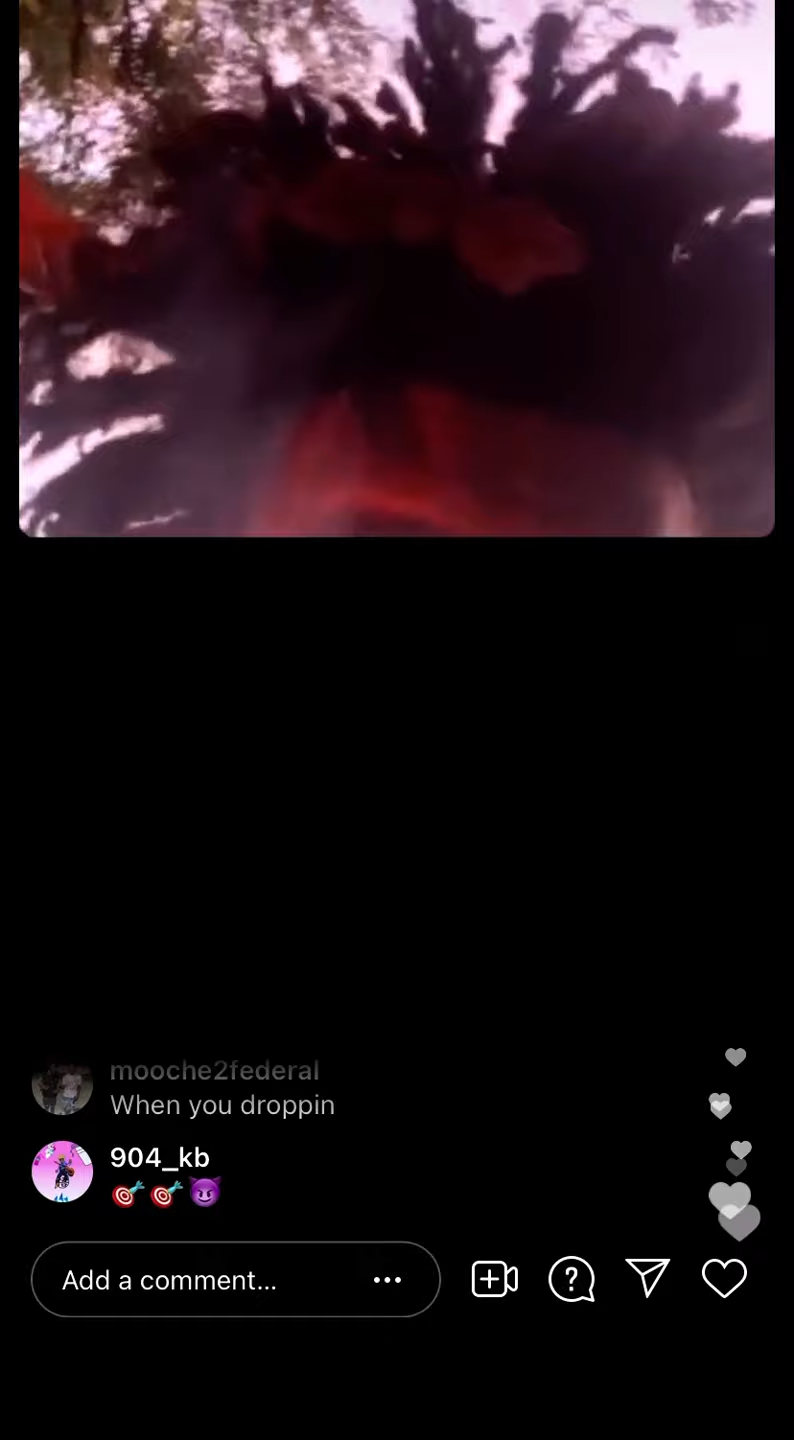 mooche2federal
When you droppin
904_kb
🎯🎯😈
Add a comment...